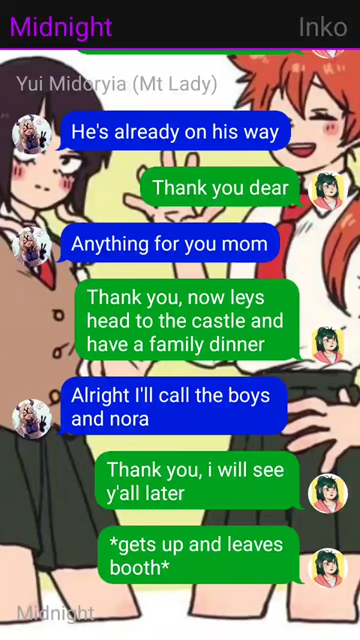 Midnight
Inko
Yui Midoryia (Mt Lady)
He's already on his way
Thank you dear
Anything for you mom
Thank you, now leys
head to the castle and
have a family dinner
Alright I'll call the boys
and nora
Thank you, i will see
y'all later
*gets up and leaves
booth*
Midnight